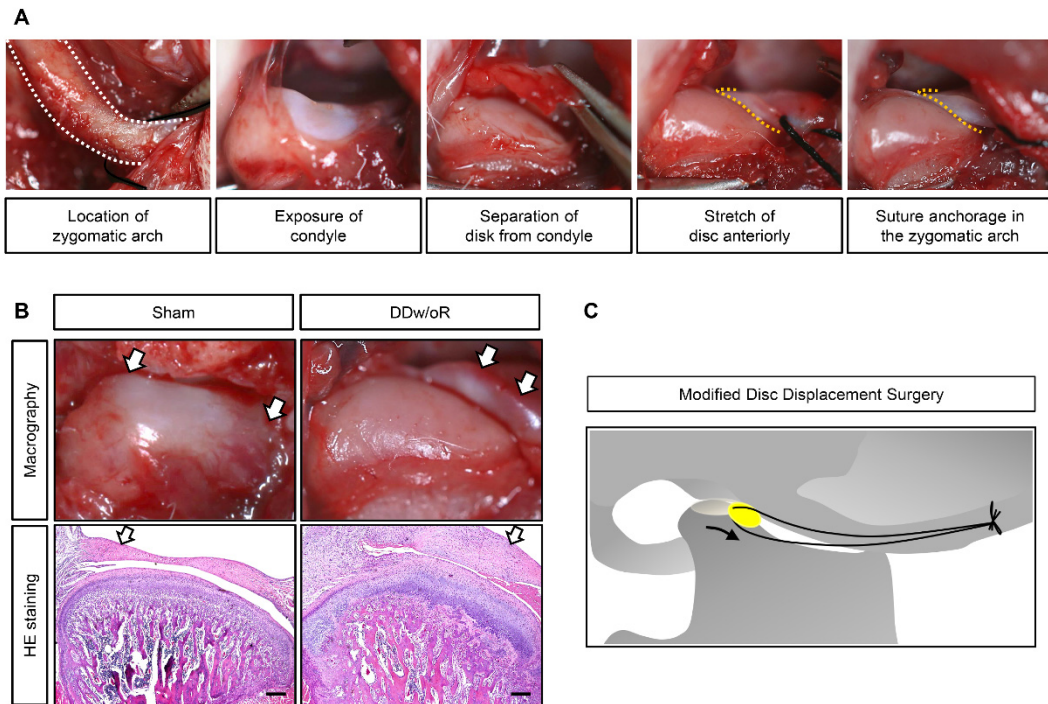 A
Location of
zygomatic arch
Exposure of
condyle
Separation of
disk from condyle
Stretch of
disc anteriorly
Suture anchorage in
the zygomatic arch
B
Sham
DDw/oR
Macrography
HE staining
C
Modified Disc Displacement Surgery